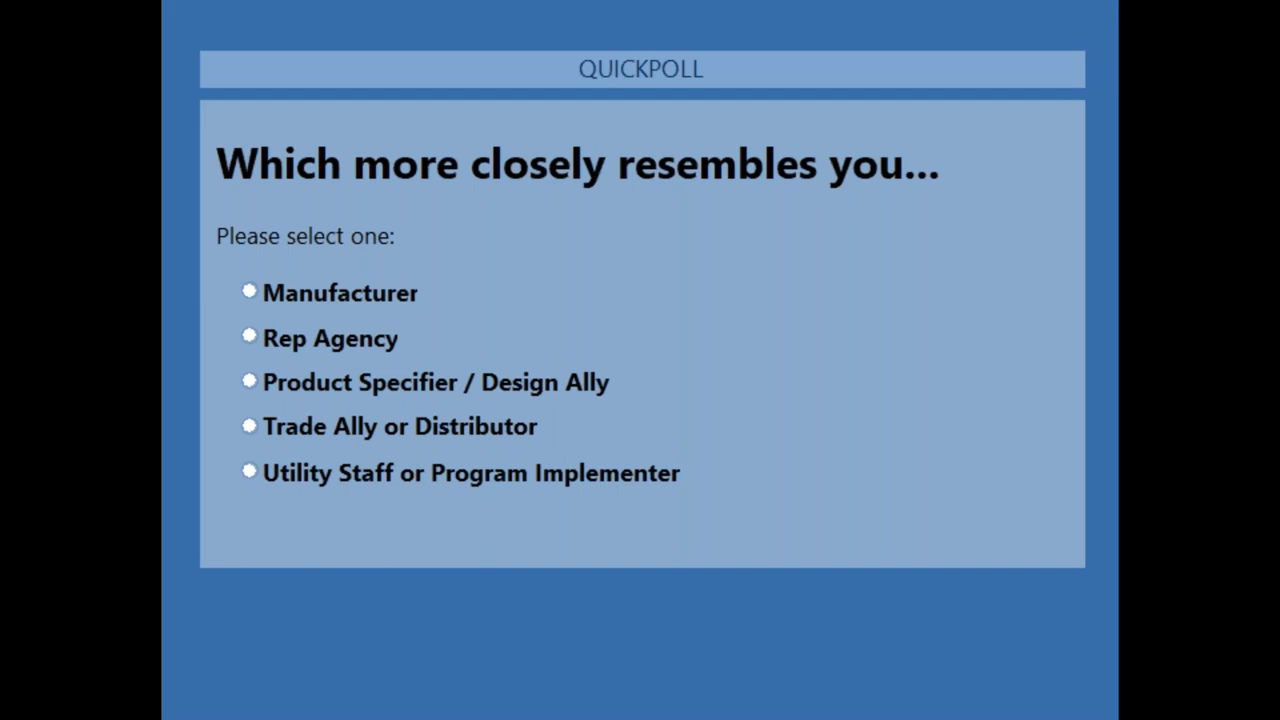 QUICKPOLL
Which more closely resembles you...
Please select one:
Manufacturer
Rep Agency
Product Specifier / Design Ally
Trade Ally or Distributor
Utility Staff or Program Implementer